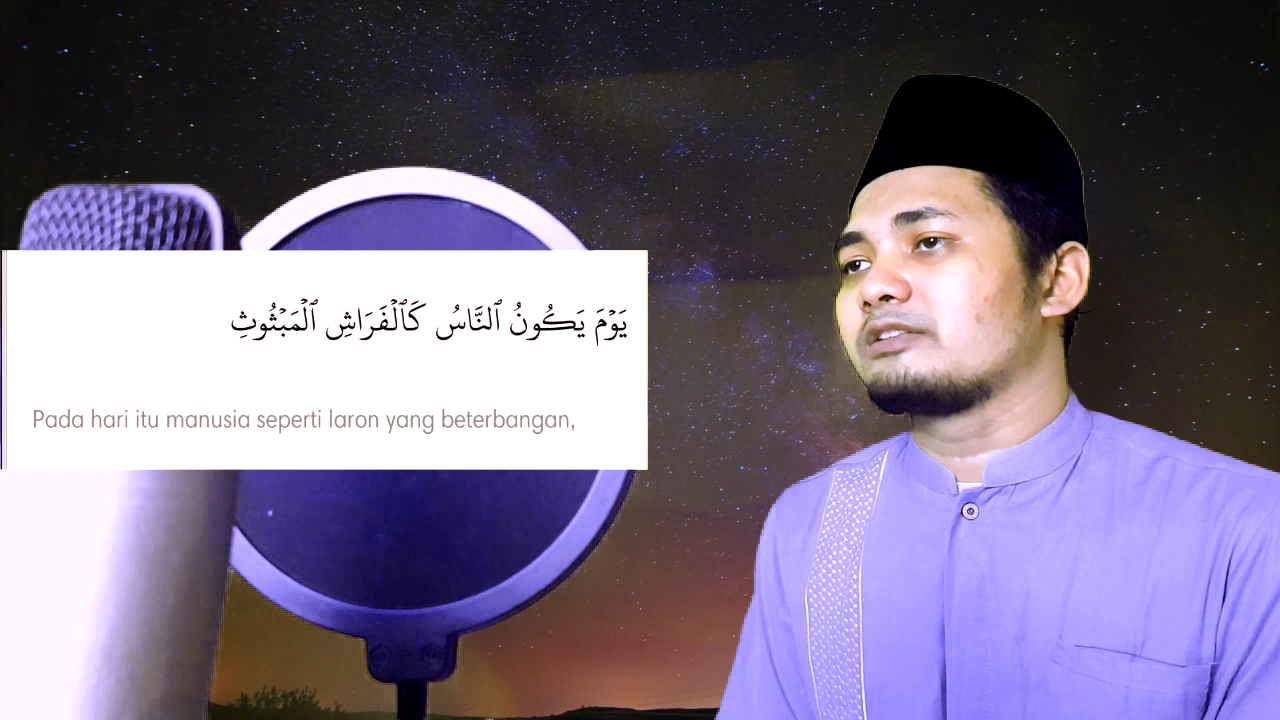 يَوْمَ يَكُونُ ٱلنَّاسُ كَٱلْفَرَاشِ ٱلْمَبْثُوثِ
Pada hari itu manusia seperti laron yang beterbangan,